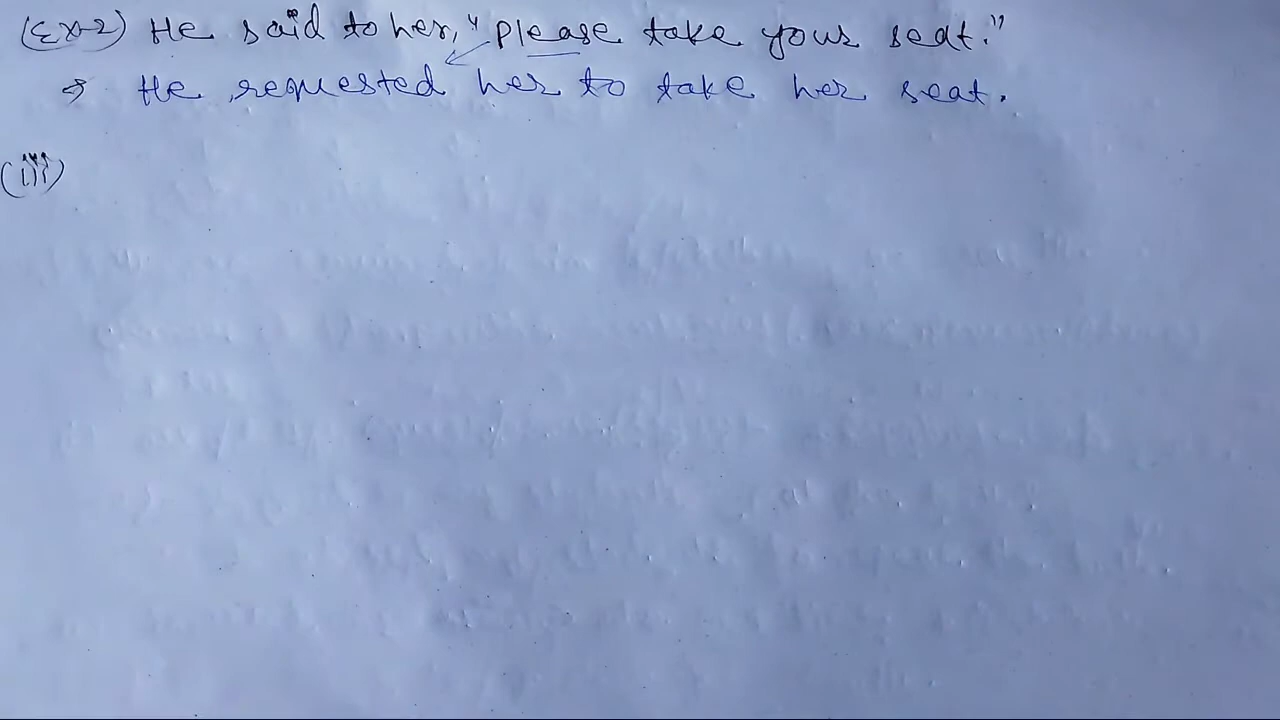 (Ex-2) He said to her, "Please take your seat."
⇒ He requested her to take her seat.
(iii)